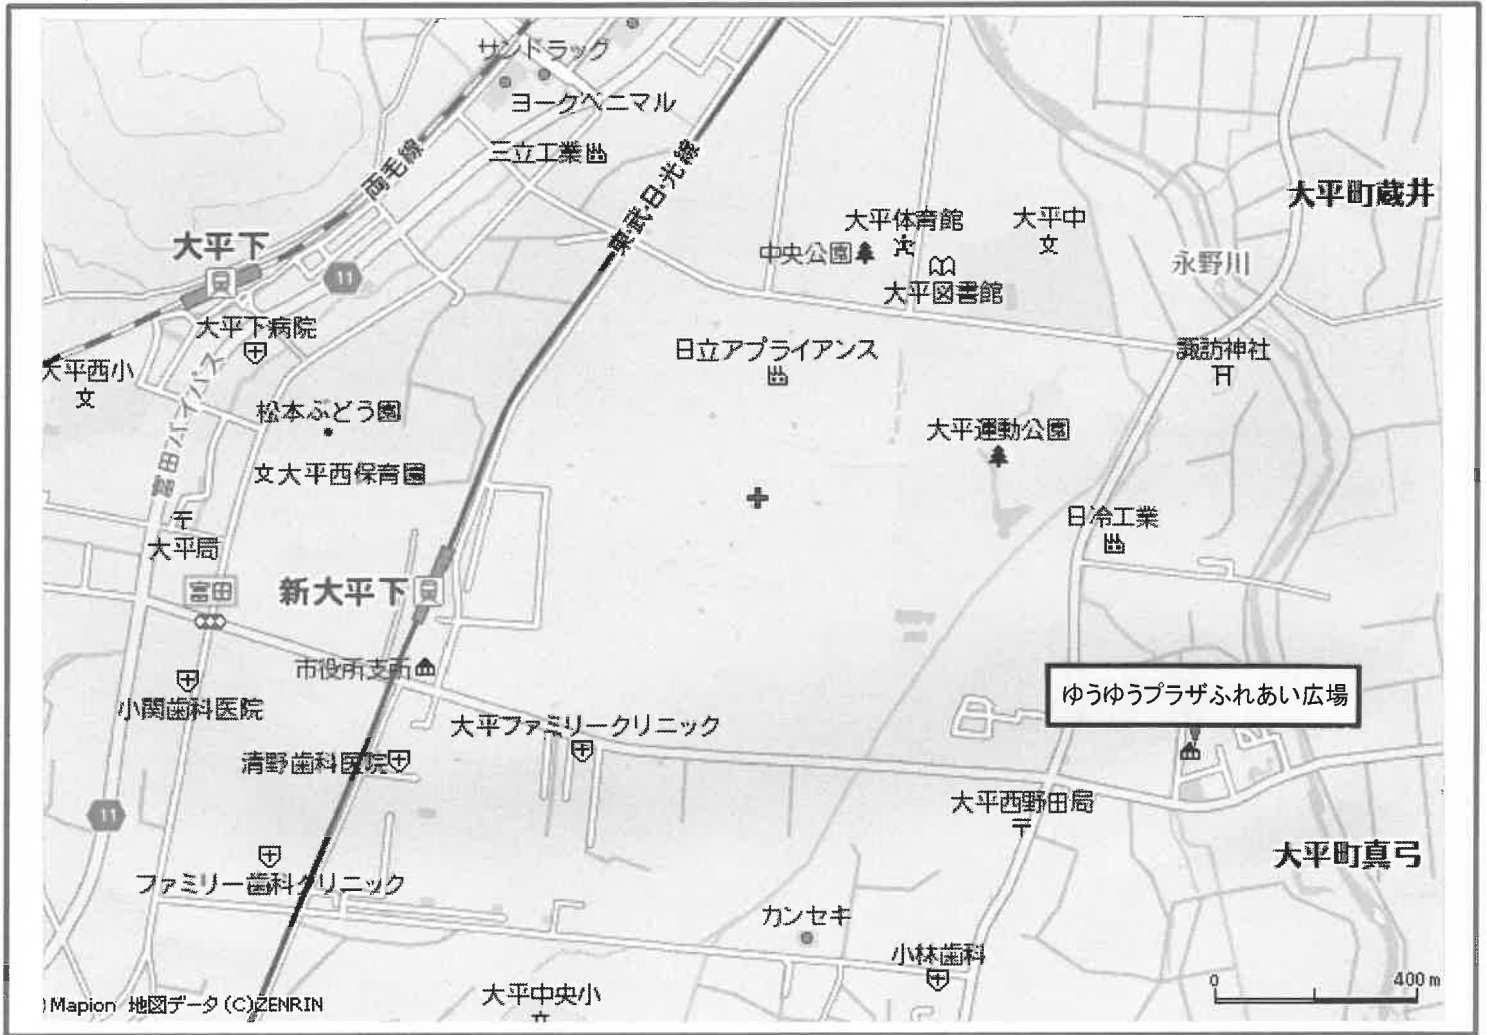 サンドラッグ
ヨークベニマル
三立工業
両毛線
東武日光線
大平下
11
大平体育館
大平中
文
大平町蔵井
中央公園
永野川
大平図書館
大平下病院
日立アプライアンス
諏訪神社
大平西小
文
松本ぶどう園
富田バイパス
大平運動公園
文大平西保育園
〒
大平局
日冷工業
富田
新大平下
市役所支所
ゆうゆうプラザふれあい広場
小関歯科医院
大平ファミリークリニック
清野歯科医院
大平西野田局
〒
11
大平町真弓
ファミリー歯科クリニック
カンセキ
小林歯科
0 400m
大平中央小
文
Mapion 地図データ(C)ZENRIN